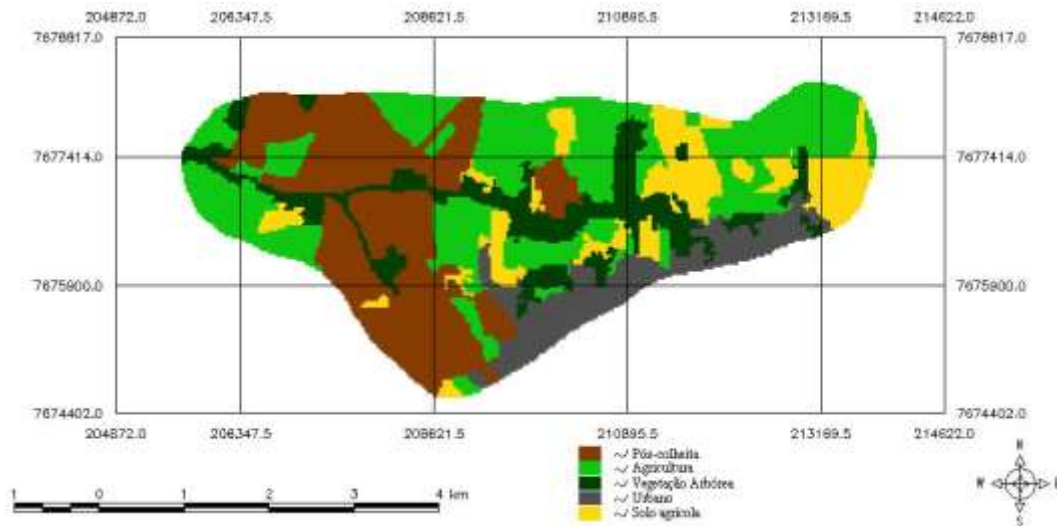 204872.0 206347.5 208621.5 210895.5 213169.5 214622.0
7678817.0 7678817.0
7677414.0 7677414.0
7675900.0 7675900.0
7674402.0 7674402.0
204872.0 206347.5 208621.5 210895.5 213169.5 214622.0
Pós-colheita
Agricultura
Vegetação Arbórea
Urbano
Solo agrícola
1 0 1 2 3 4 km
N
W E
S